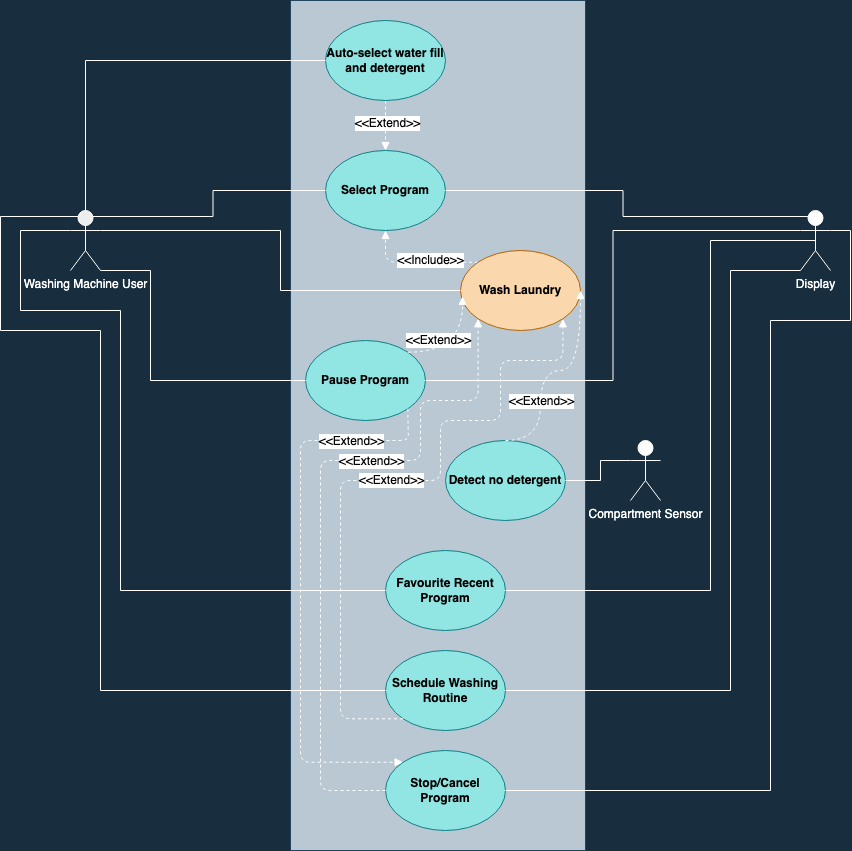 Auto-select water fill
and detergent
<<Extend>>
Select Program
<<Include>>
Washing Machine User
Display
Wash Laundry
<<Extend>>
Pause Program
<<Extend>>
<<Extend>>
<<Extend>>
<<Extend>>
Detect no detergent
Compartment Sensor
Favourite Recent
Program
Schedule Washing
Routine
Stop/Cancel
Program